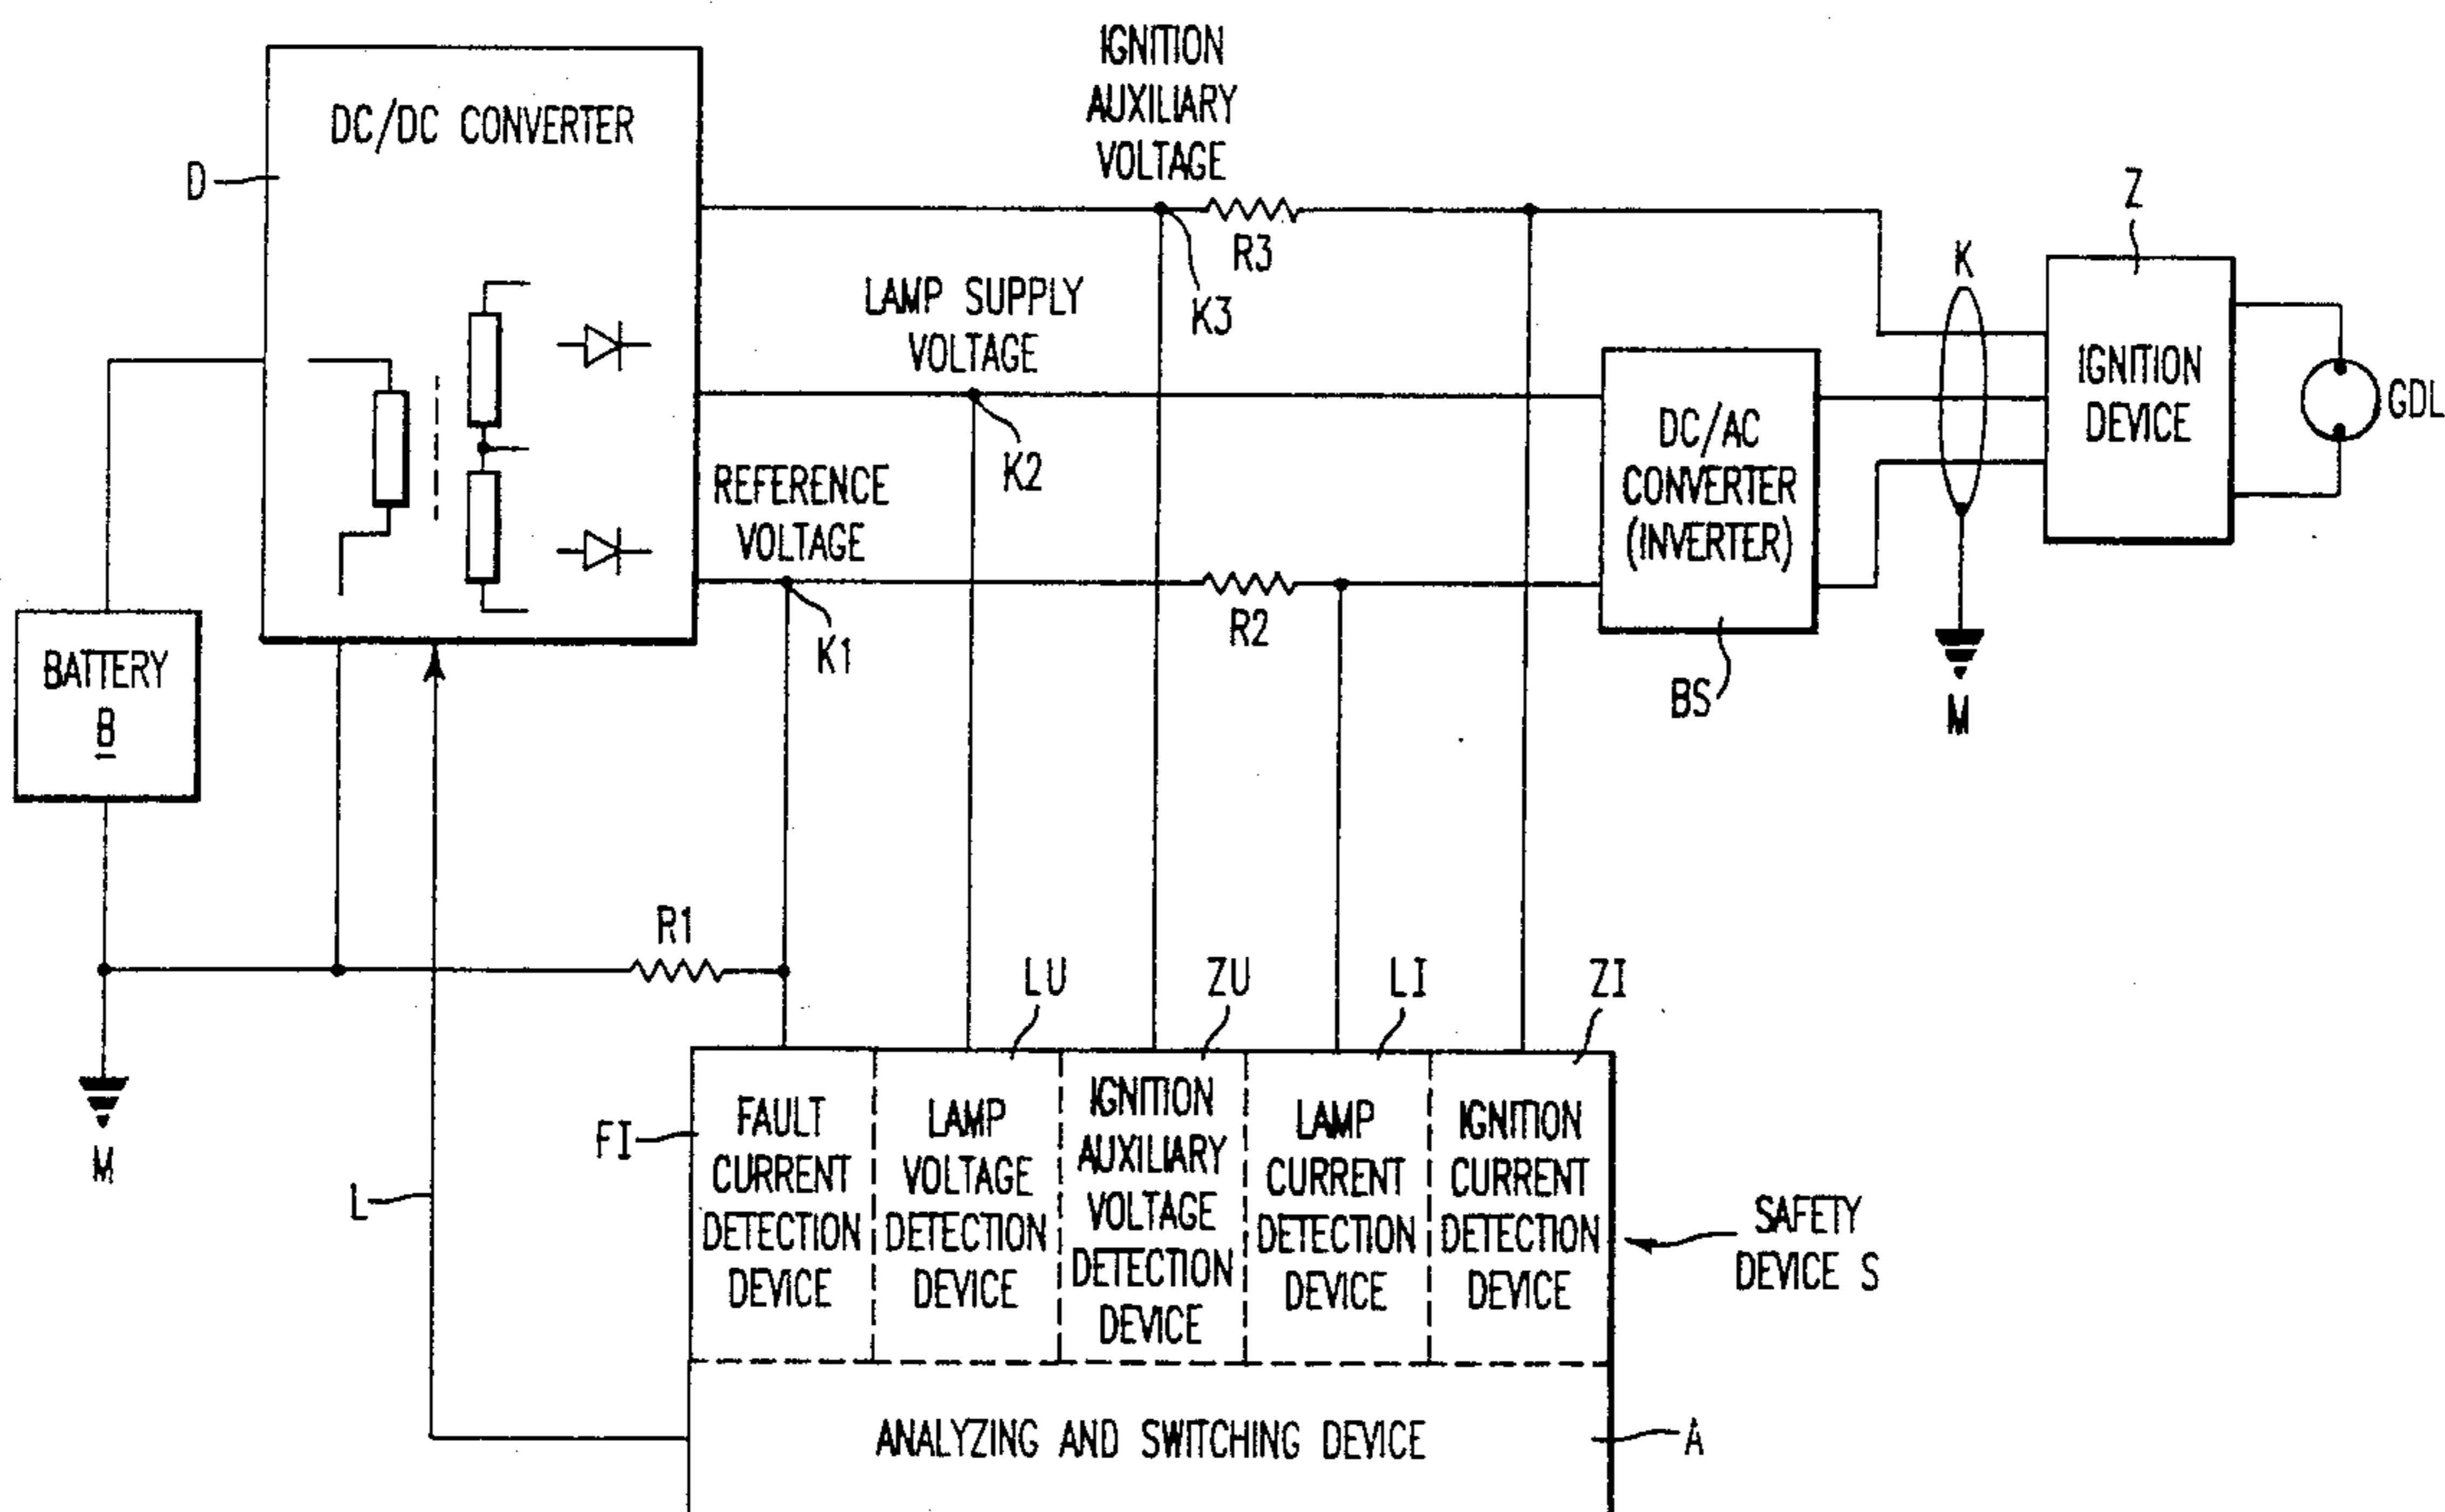 IGNITION
AUXILIARY
VOLTAGE
DC/DC CONVERTER
D
Z
R3
K
LAMP SUPPLY
VOLTAGE
K3
IGNITION
DEVICE
GDL
DC/AC
CONVERTER
(INVERTER)
K2
REFERENCE
VOLTAGE
R2
K1
BATTERY
B
BS
M
R1
LU
ZU
LI
ZI
M
FI
FAULT
CURRENT
DETECTION
DEVICE
LAMP
VOLTAGE
DETECTION
DEVICE
IGNITION
AUXILIARY
VOLTAGE
DETECTION
DEVICE
LAMP
CURRENT
DETECTION
DEVICE
IGNITION
CURRENT
DETECTION
DEVICE
L
SAFETY
DEVICE S
ANALYZING AND SWITCHING DEVICE
A